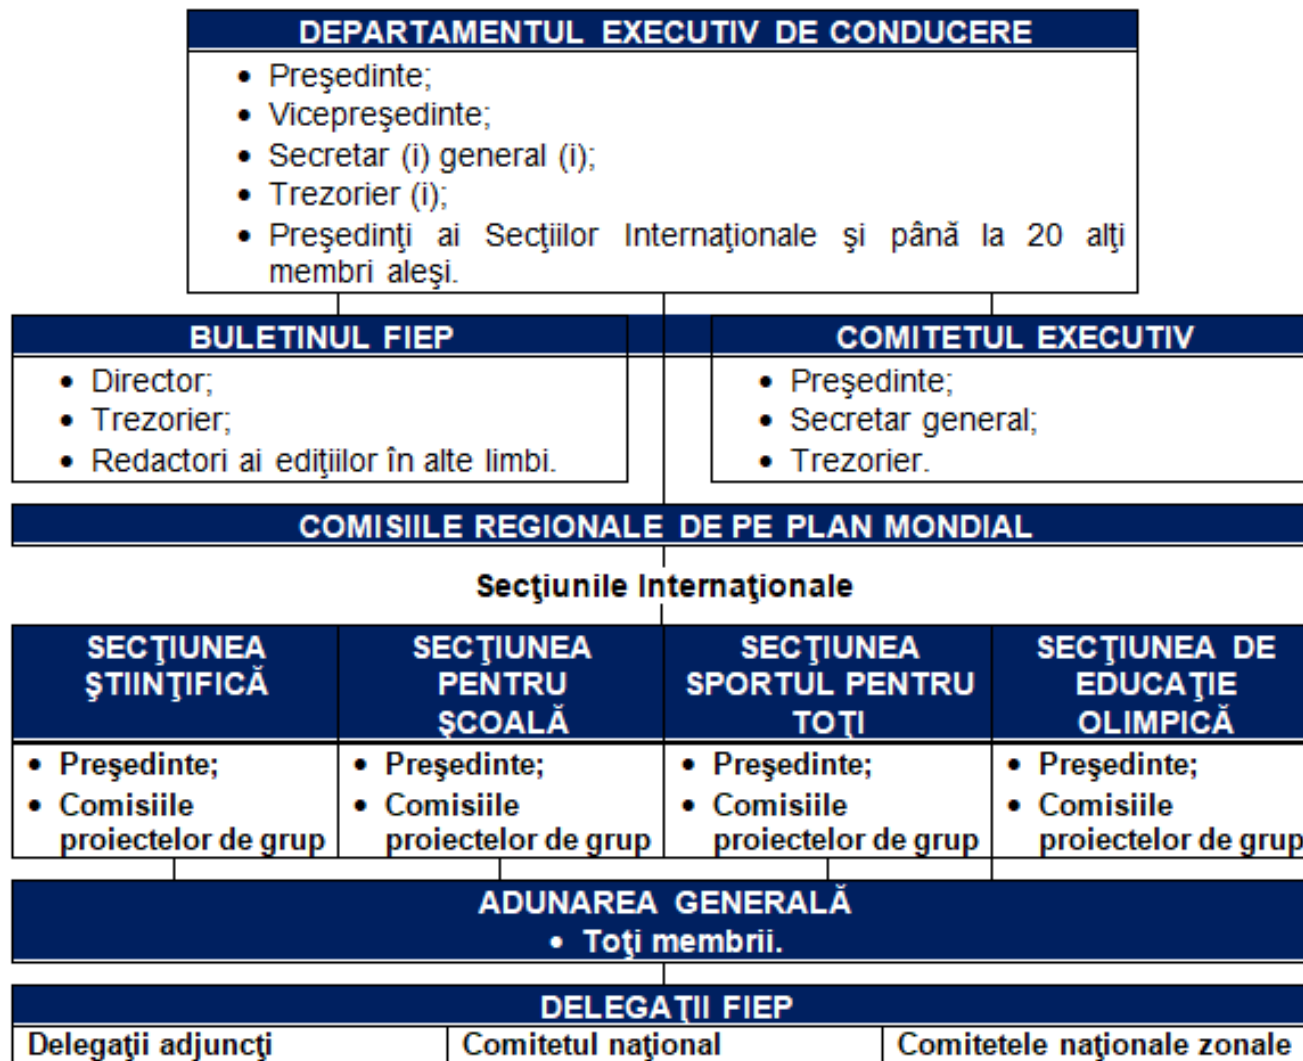 DEPARTAMENTUL EXECUTIV DE CONDUCERE
• Preşedinte;
• Vicepreşedinte;
• Secretar (i) general (i);
• Trezorier (i);
• Preşedinţi ai Secţiilor Internaţionale şi până la 20 alţi
membri aleşi.
BULETINUL FIEP
• Director;
• Trezorier;
• Redactori ai ediţiilor în alte limbi.
COMITETUL EXECUTIV
• Preşedinte;
• Secretar general;
• Trezorier.
COMISIILE REGIONALE DE PE PLAN MONDIAL
Secţiunile Internaţionale
SECŢIUNEA
ŞTIINŢIFICĂ
• Preşedinte;
• Comisiile
proiectelor de grup
SECŢIUNEA
PENTRU
ŞCOALĂ
• Preşedinte;
• Comisiile
proiectelor de grup
SECŢIUNEA
SPORTUL PENTRU
TOŢI
• Preşedinte;
• Comisiile
proiectelor de grup
SECŢIUNEA DE
EDUCAŢIE
OLIMPICĂ
• Preşedinte;
• Comisiile
proiectelor de grup
ADUNAREA GENERALĂ
• Toţi membrii.
DELEGAŢII FIEP
Delegaţii adjuncţi
Comitetul naţional
Comitetele naţionale zonale